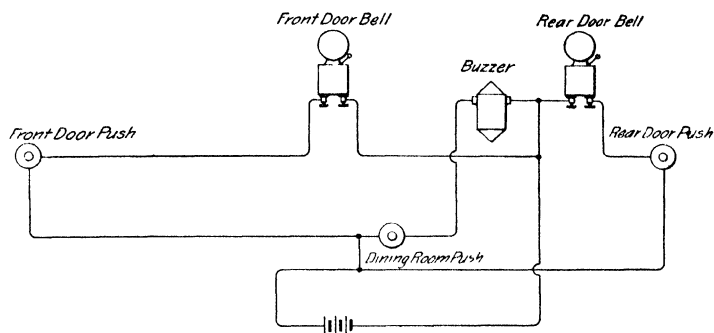 Front Door Bell
Rear Door Bell
Buzzer
Front Door Push
Rear Door Push
Dining Room Push